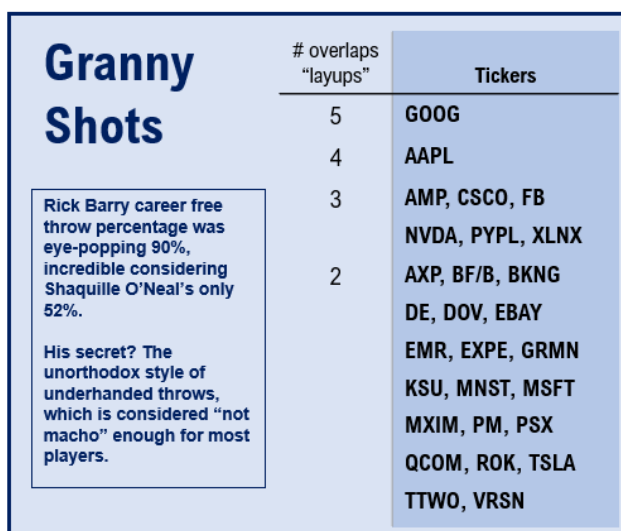 Granny
Shots
Rick Barry career free
throw percentage was
eye-popping 90%,
incredible considering
Shaquille O’Neal’s only
52%.
His secret? The
unorthodox style of
underhanded throws,
which is considered “not
macho” enough for most
players.
# overlaps
“layups”
Tickers
5 GOOG
4 AAPL
3 AMP, CSCO, FB
NVDA, PYPL, XLNX
2 AXP, BF/B, BKNG
DE, DOV, EBAY
EMR, EXPE, GRMN
KSU, MNST, MSFT
MXIM, PM, PSX
QCOM, ROK, TSLA
TTWO, VRSN